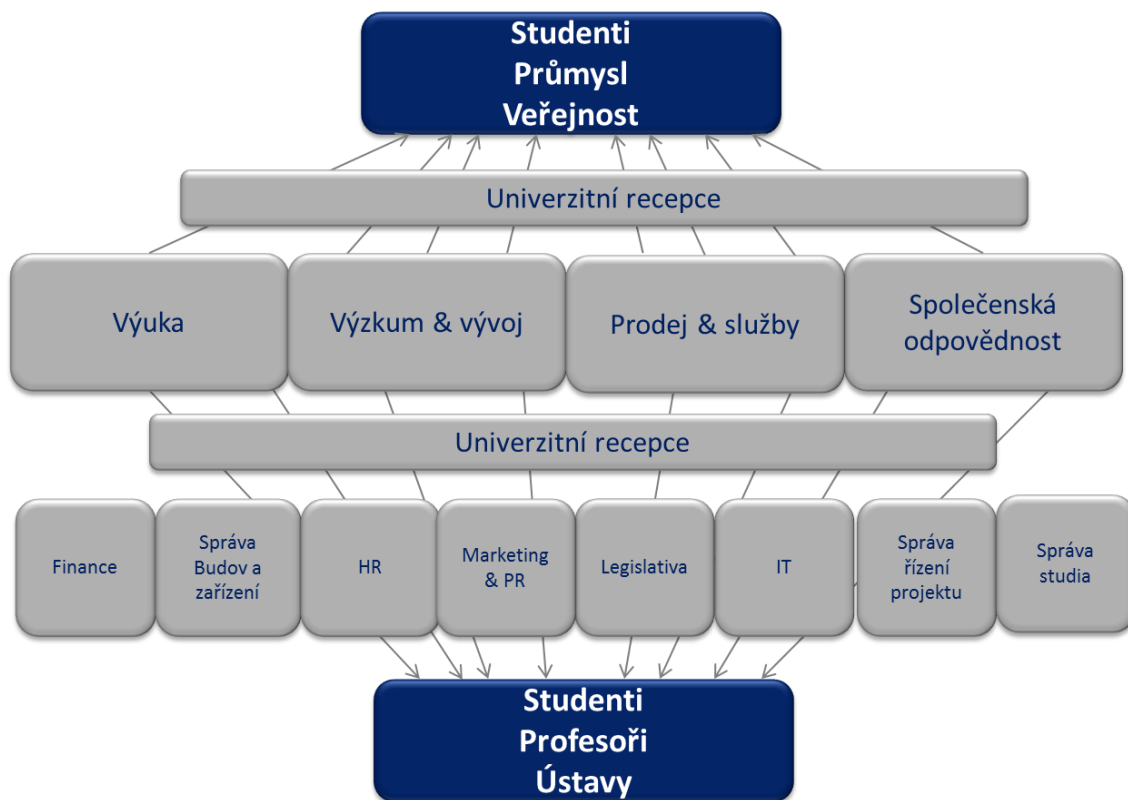 Studenti
Průmysl
Veřejnost
Univerzitní recepce
Výuka
Výzkum & vývoj
Prodej & služby
Společenská
odpovědnost
Univerzitní recepce
Finance
Správa
Budov a
zařízení
HR
Marketing
& PR
Legislativa
IT
Správa
řízení
projektu
Správa
studia
Studenti
Profesoři
Ústavy